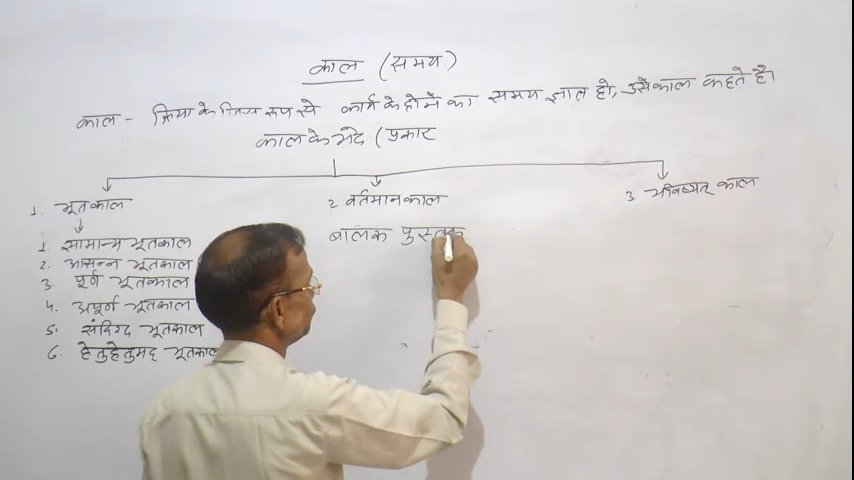 काल (समय)
काल - क्रिया के जिस रूप से कार्य के होने का समय ज्ञात हो, उसे काल कहते है।
काल के भेद (प्रकार
1. भूतकाल
2 वर्तमान काल
3. भविष्यत् काल
1. सामान्य भूतकाल
2. आसन्न भूतकाल
3. पूर्ण भूतकाल
4. अपूर्ण भूतकाल
5. संदिग्द भूतकाल
6. हेतुहेतुमद् भूतकाल
बालक पुस्तक